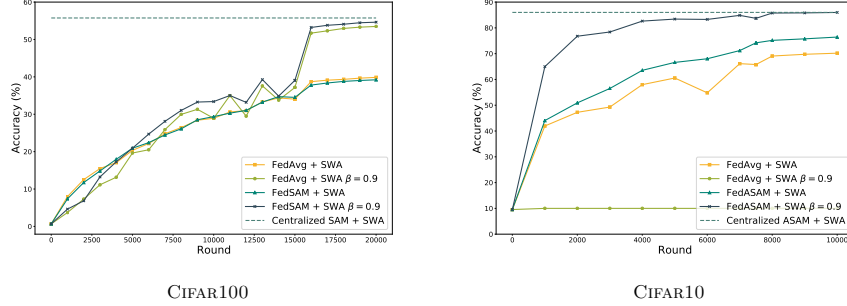 60
50
40
30
20
10
0
Accuracy (%)
0 2500 5000 7500 10000 12500 15000 17500 20000
Round
FedAvg + SWA
FedAvg + SWA β = 0.9
FedSAM + SWA
FedSAM + SWA β = 0.9
Centralized SAM + SWA
CIFAR100
90
80
70
60
50
40
30
20
10
0
Accuracy (%)
0 2000 4000 6000 8000 10000
Round
FedAvg + SWA
FedAvg + SWA β = 0.9
FedASAM + SWA
FedASAM + SWA β = 0.9
Centralized ASAM + SWA
CIFAR10